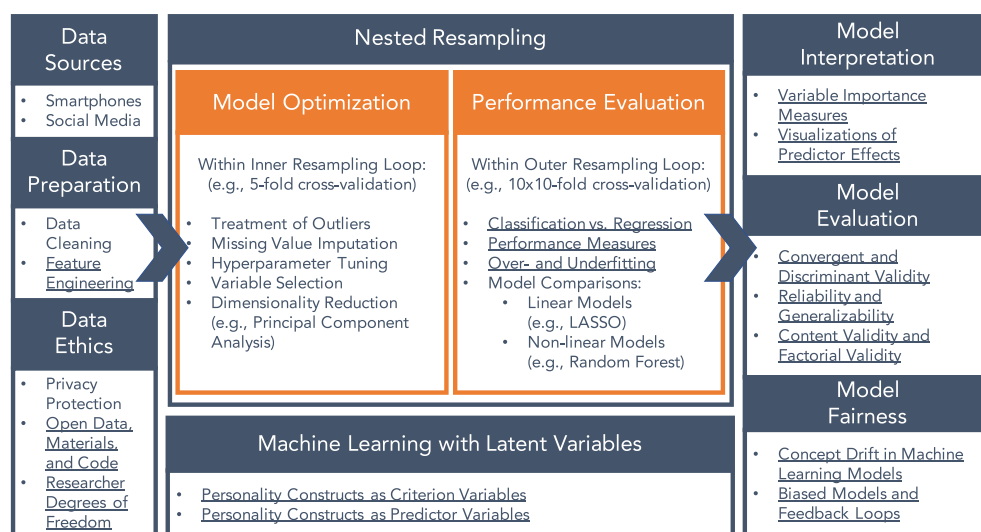 Data
Sources
• Smartphones
• Social Media
Data
Preparation
• Data
Cleaning
• Feature
Engineering
Data
Ethics
• Privacy
Protection
• Open Data,
Materials,
and Code
• Researcher
Degrees of
Freedom
Nested Resampling
Model Optimization
Within Inner Resampling Loop:
(e.g., 5-fold cross-validation)
• Treatment of Outliers
• Missing Value Imputation
• Hyperparameter Tuning
• Variable Selection
• Dimensionality Reduction
(e.g., Principal Component
Analysis)
Performance Evaluation
Within Outer Resampling Loop:
(e.g., 10x10-fold cross-validation)
• Classification vs. Regression
• Performance Measures
• Over- and Underfitting
• Model Comparisons:
• Linear Models
(e.g., LASSO)
• Non-linear Models
(e.g., Random Forest)
Machine Learning with Latent Variables
• Personality Constructs as Criterion Variables
• Personality Constructs as Predictor Variables
Model
Interpretation
• Variable Importance
Measures
• Visualizations of
Predictor Effects
Model
Evaluation
• Convergent and
Discriminant Validity
• Reliability and
Generalizability
• Content Validity and
Factorial Validity
Model
Fairness
• Concept Drift in Machine
Learning Models
• Biased Models and
Feedback Loops